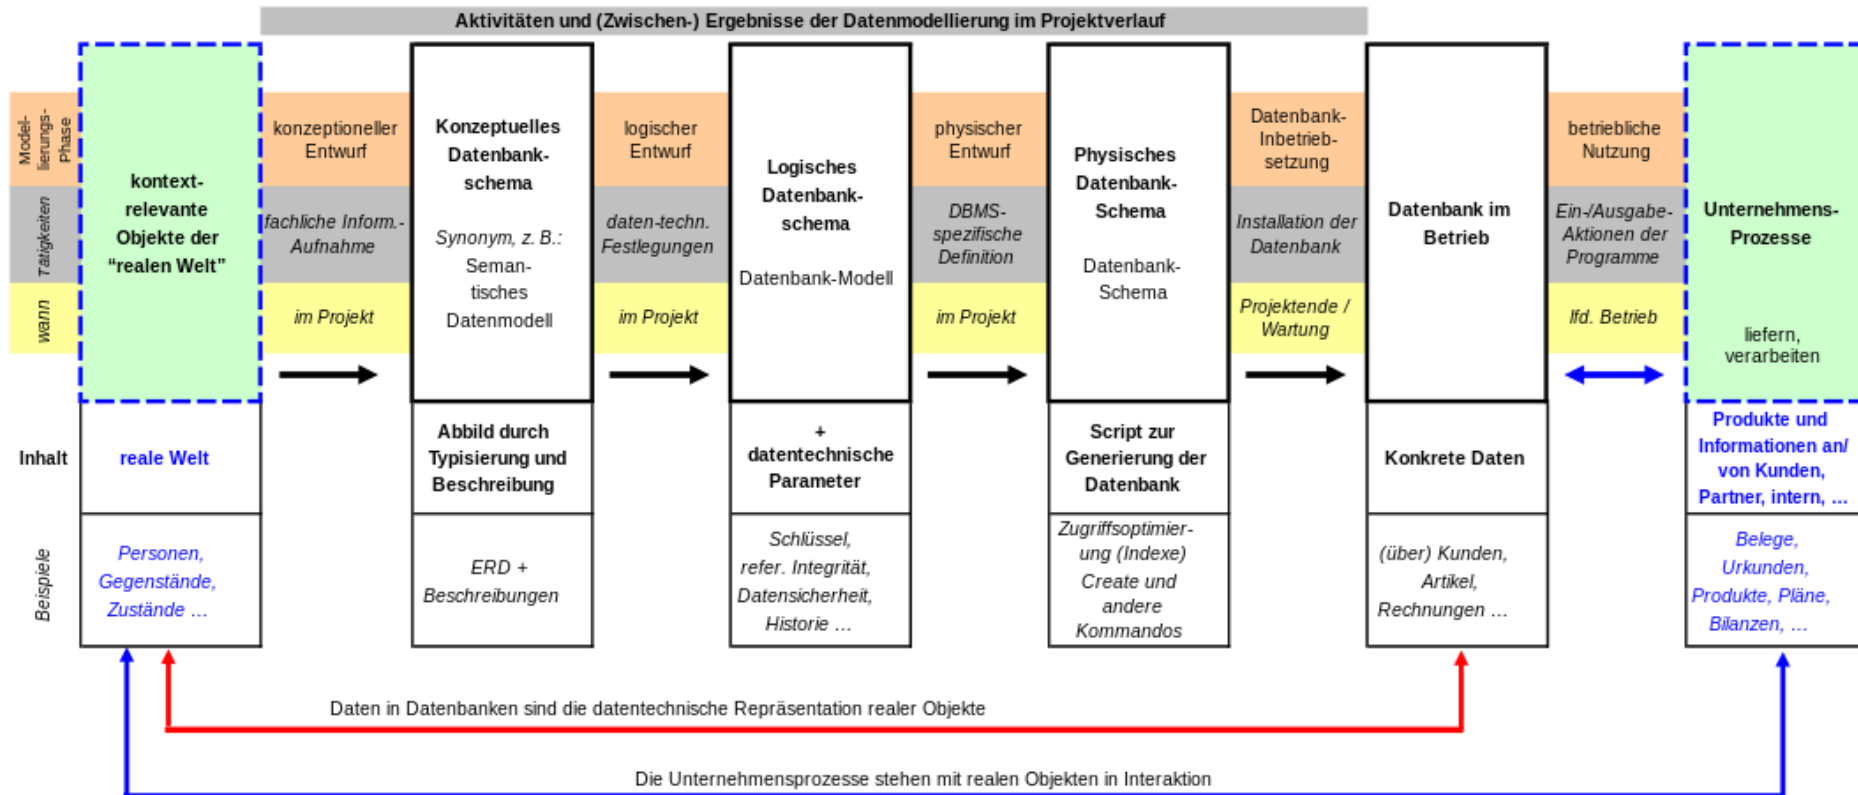 Aktivitäten und (Zwischen-) Ergebnisse der Datenmodellierung im Projektverlauf
Model-
lierungs-
Phase
Tätigkeiten
wann
kontext-
relevante
Objekte der
“realen Welt”
konzeptioneller
Entwurf
fachliche Inform.-
Aufnahme
im Projekt
Konzeptuelles
Datenbank-
schema
Synonym, z. B.:
Seman-
tisches
Datenmodell
logischer
Entwurf
daten-techn.
Festlegungen
im Projekt
Logisches
Datenbank-
schema
Datenbank-Modell
physischer
Entwurf
DBMS-
spezifische
Definition
im Projekt
Physisches
Datenbank-
Schema
Datenbank-
Schema
Datenbank-
Inbetrieb-
setzung
Installation der
Datenbank
Projektende /
Wartung
Datenbank im
Betrieb
betriebliche
Nutzung
Ein-/Ausgabe-
Aktionen der
Programme
lfd. Betrieb
Unternehmens-
Prozesse
liefern,
verarbeiten
Inhalt
reale Welt
Abbild durch
Typisierung und
Beschreibung
+
datentechnische
Parameter
Script zur
Generierung der
Datenbank
Konkrete Daten
Produkte und
Informationen an/
von Kunden,
Partner, intern, …
Beispiele
Personen,
Gegenstände,
Zustände …
ERD +
Beschreibungen
Schlüssel,
refer. Integrität,
Datensicherheit,
Historie …
Zugriffsoptimier-
ung (Indexe)
Create und
andere
Kommandos
(über) Kunden,
Artikel,
Rechnungen …
Belege,
Urkunden,
Produkte, Pläne,
Bilanzen, …
Daten in Datenbanken sind die datentechnische Repräsentation realer Objekte
Die Unternehmensprozesse stehen mit realen Objekten in Interaktion